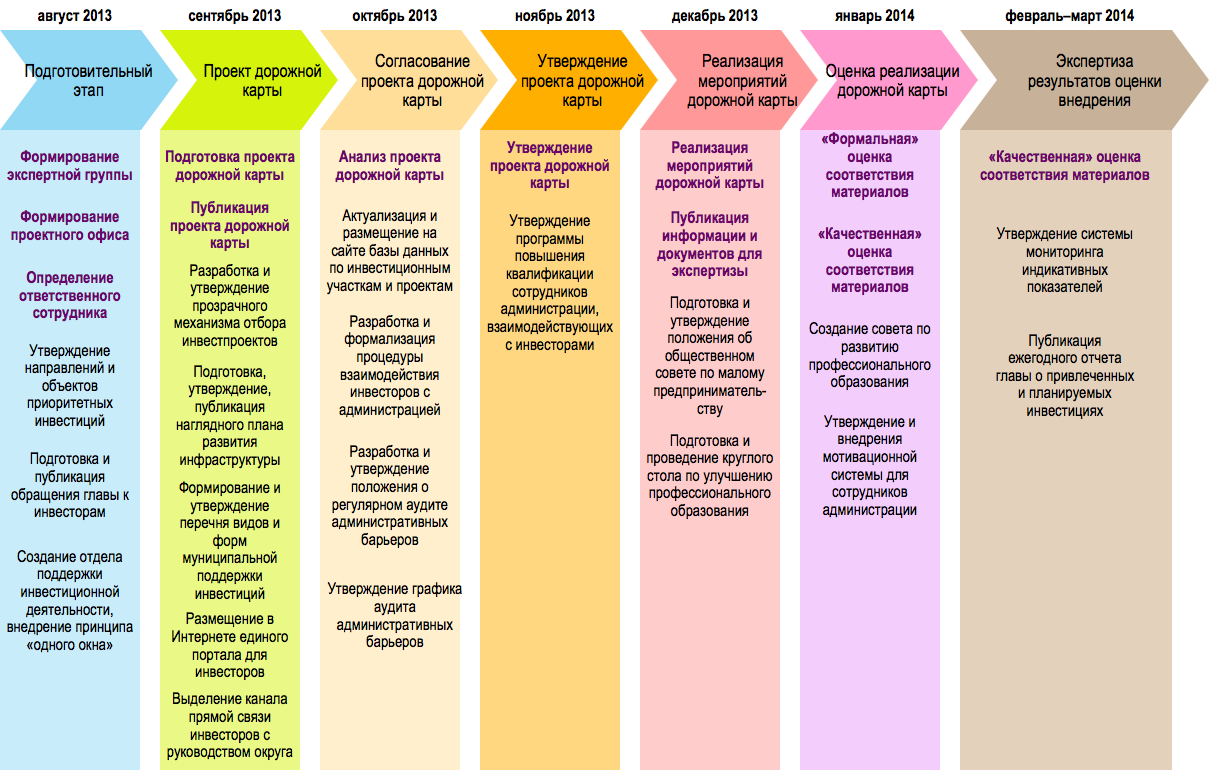 август 2013
Подготовительный
этап
Формирование
экспертной группы
Формирование
проектного офиса
Определение
ответственного
сотрудника
Утверждение
направлений и
объектов
приоритетных
инвестиций
Подготовка и
публикация
обращения главы к
инвесторам
Создание отдела
поддержки
инвестиционной
деятельности,
внедрение принципа
«одного окна»
сентябрь 2013
Проект дорожной
карты
Подготовка проекта
дорожной карты
Публикация
проекта дорожной
карты
Разработка и
утверждение
прозрачного
механизма отбора
инвестпроектов
Подготовка,
утверждение,
публикация
наглядного плана
развития
инфраструктуры
Формирование и
утверждение
перечня видов и
форм
муниципальной
поддержки
инвестиций
Размещение в
Интернете единого
портала для
инвесторов
Выделение канала
прямой связи
инвесторов с
руководством округа
октябрь 2013
Согласование
проекта дорожной
карты
Анализ проекта
дорожной карты
Актуализация и
размещение на
сайте базы данных
по инвестиционным
участкам и проектам
Разработка и
формализация
процедуры
взаимодействия
инвесторов с
администрацией
Разработка и
утверждение
положения о
регулярном аудите
административных
барьеров
Утверждение графика
аудита
административных
барьеров
ноябрь 2013
Утверждение
проекта дорожной
карты
Утверждение
проекта дорожной
карты
Утверждение
программы
повышения
квалификации
сотрудников
администрации,
взаимодействующих
с инвесторами
декабрь 2013
Реализация
мероприятий
дорожной карты
Реализация
мероприятий
дорожной карты
Публикация
информации и
документов для
экспертизы
Подготовка и
утверждение
положения об
общественном
совете по малому
предприниматель-
ству
Подготовка и
проведение круглого
стола по улучшению
профессионального
образования
январь 2014
Оценка реализации
дорожной карты
«Формальная»
оценка
соответствия
материалов
«Качественная»
оценка
соответствия
материалов
Создание совета по
развитию
профессионального
образования
Утверждение и
внедрения
мотивационной
системы для
сотрудников
администрации
февраль–март 2014
Экспертиза
результатов оценки
внедрения
«Качественная» оценка
соответствия материалов
Утверждение системы
мониторинга
индикативных
показателей
Публикация
ежегодного отчета
главы о привлеченных
и планируемых
инвестициях